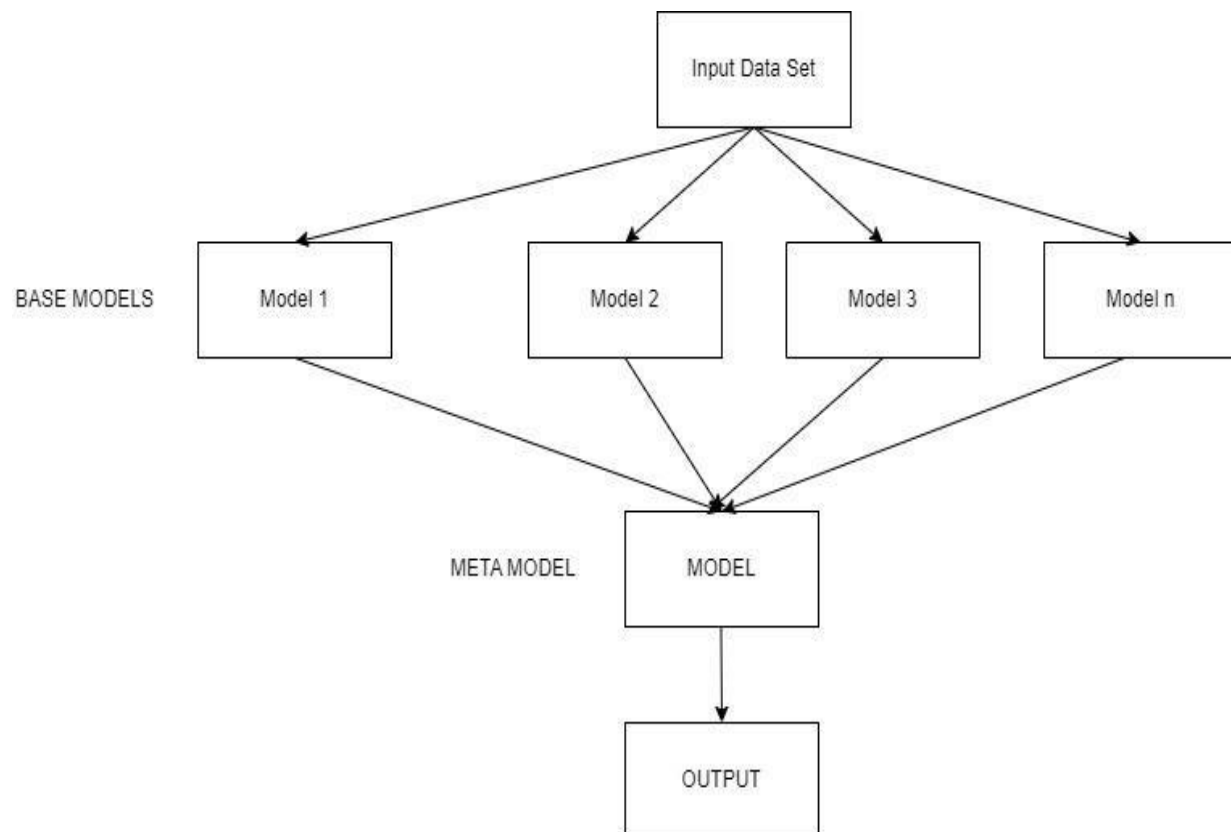 Input Data Set
BASE MODELS
Model 1
Model 2
Model 3
Model n
META MODEL
MODEL
OUTPUT